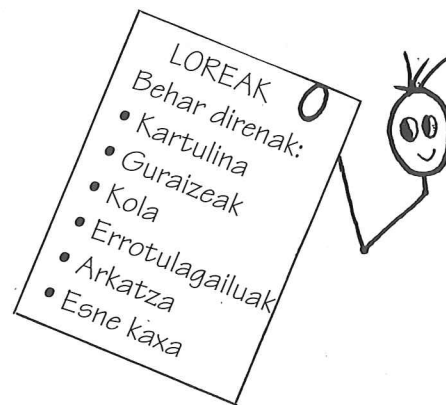 LOREAK
Behar direnak:
• Kartulina
• Guraizeak
• Kola
• Errotulagailuak
• Arkatza
• Esne kaxa